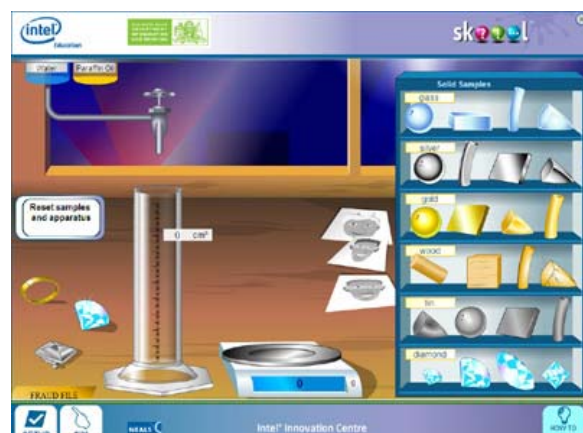 intel
Education
skoool
Water
Paraffin Oil
Solid Samples
glass
silver
gold
wood
tin
diamond
Reset samples
and apparatus
0 cm³
0 g
FRAUD FILE
Intel® Innovation Centre
HOW TO